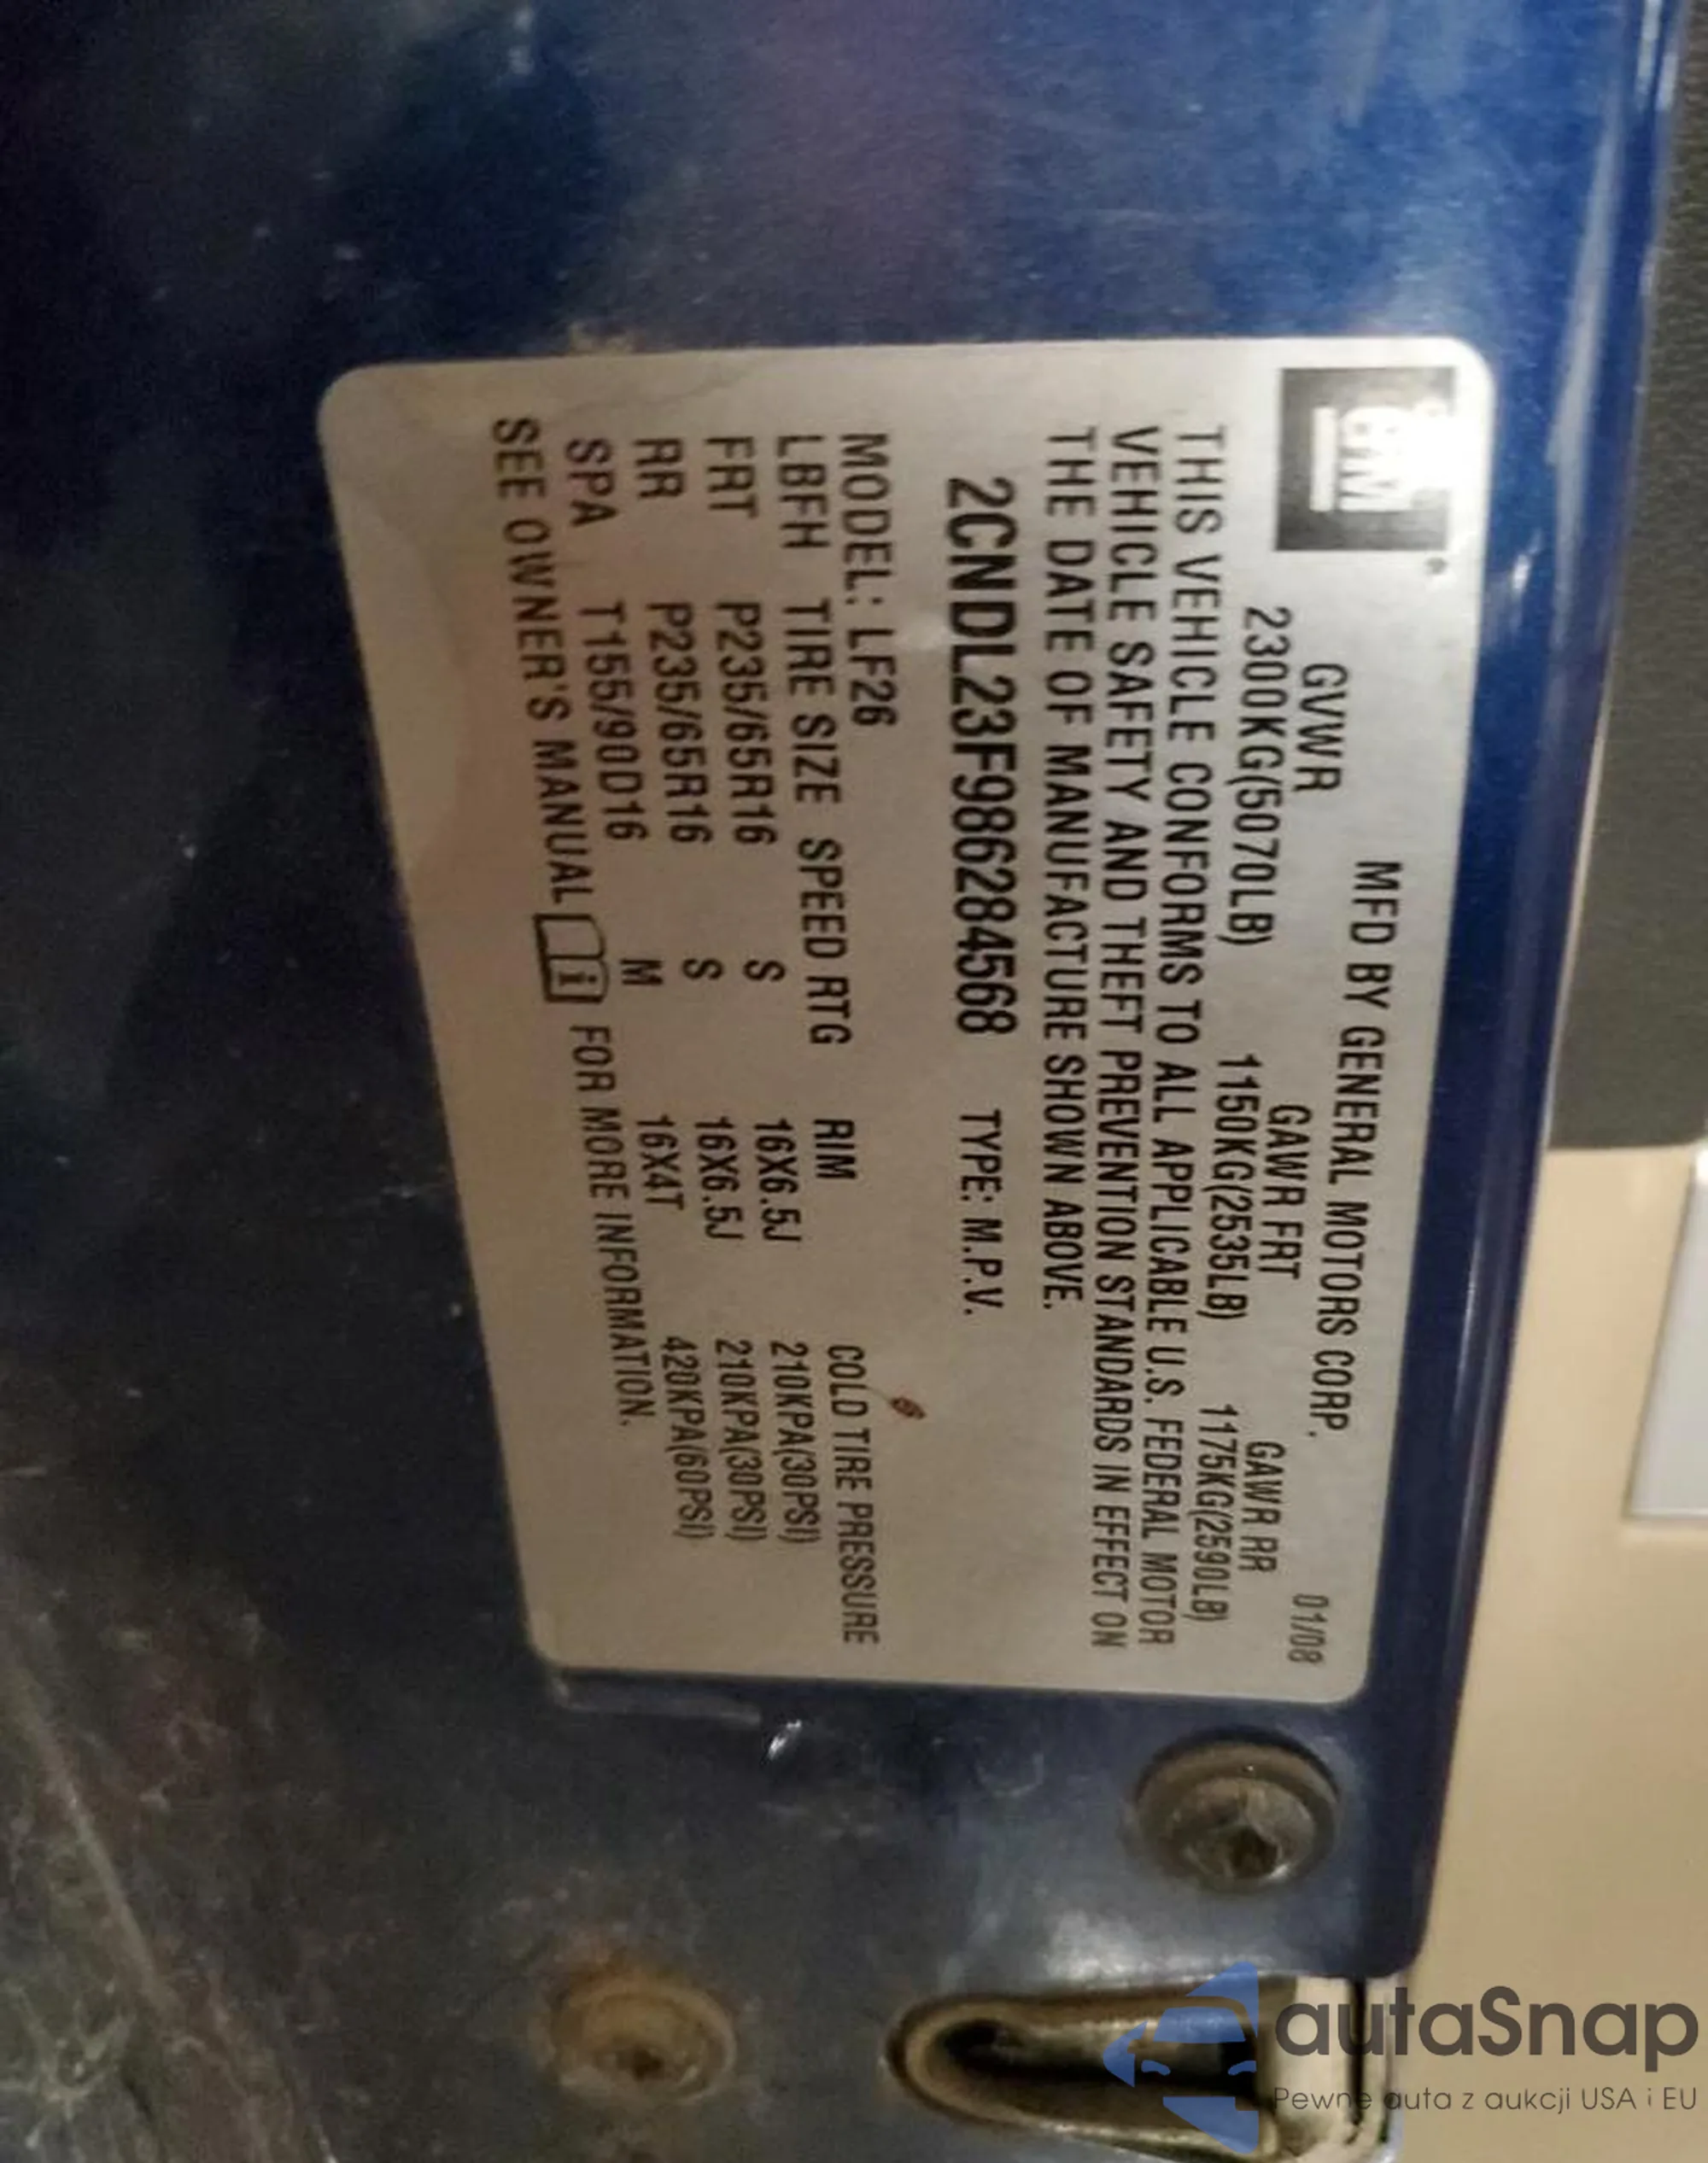 GM
MFD BY GENERAL MOTORS CORP. 01/08
GVWR GAWR FRT GAWR RR
2300KG(5070LB) 1150KG(2535LB) 1175KG(2590LB)
THIS VEHICLE CONFORMS TO ALL APPLICABLE U.S. FEDERAL MOTOR
VEHICLE SAFETY AND THEFT PREVENTION STANDARDS IN EFFECT ON
THE DATE OF MANUFACTURE SHOWN ABOVE.
2CNDL23F986284568 TYPE: M.P.V.
MODEL: LF26
LBFH TIRE SIZE SPEED RTG RIM COLD TIRE PRESSURE
FRT P235/65R16 S 16X6.5J 210KPA(30PSI)
RR P235/65R16 S 16X6.5J 210KPA(30PSI)
SPA T155/90D16 M 16X4T 420KPA(60PSI)
SEE OWNER'S MANUAL i FOR MORE INFORMATION.
autaSnap
Pewne auta z aukcji USA i EU